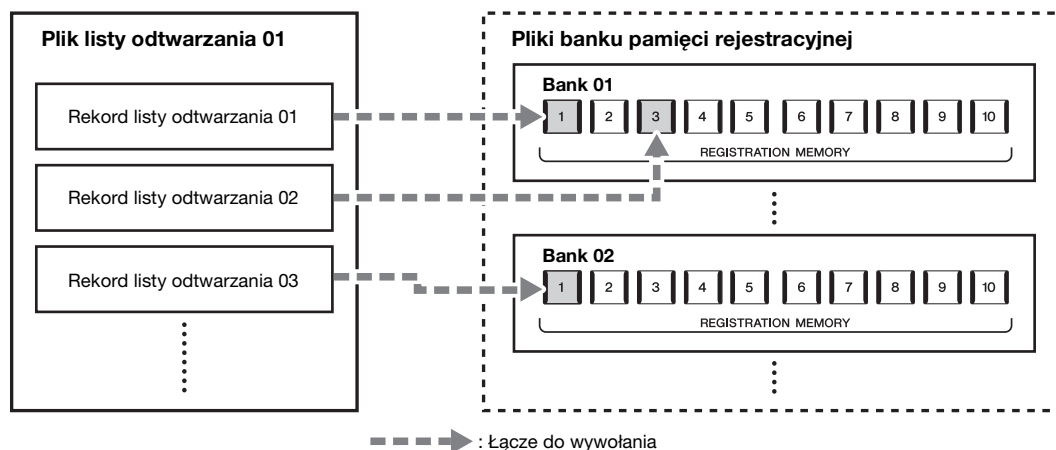 Plik listy odtwarzania 01
Rekord listy odtwarzania 01
Rekord listy odtwarzania 02
Rekord listy odtwarzania 03
Pliki banku pamięci rejestracyjnej
Bank 01
1 2 3 4 5 6 7 8 9 10
REGISTRATION MEMORY
Bank 02
1 2 3 4 5 6 7 8 9 10
REGISTRATION MEMORY
: Łącze do wywołania